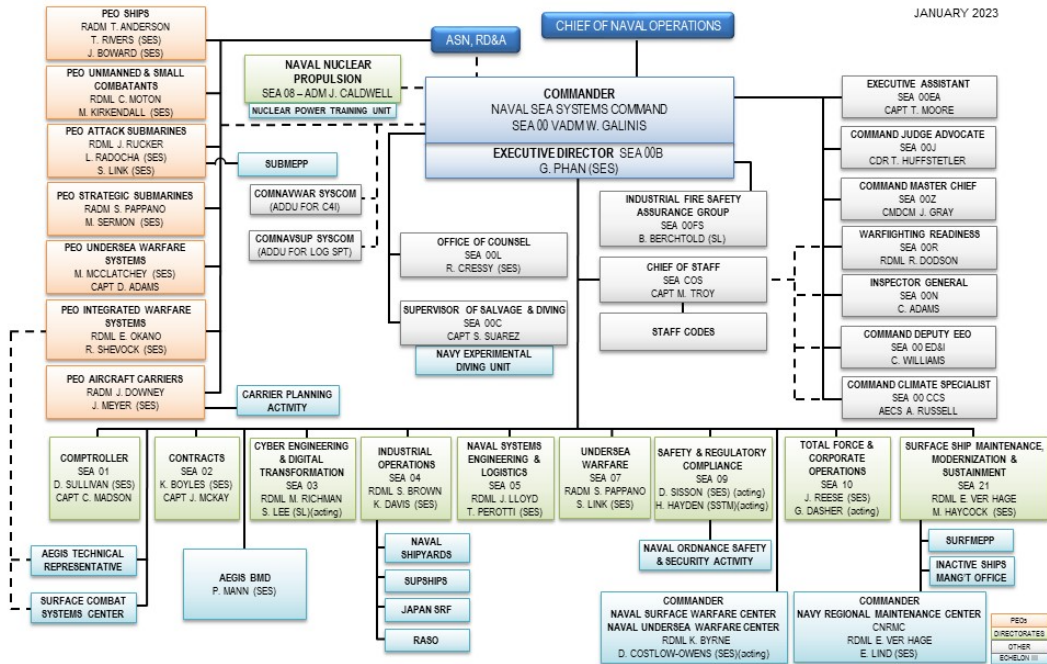 JANUARY 2023
CHIEF OF NAVAL OPERATIONS
ASN, RD&A
PEO SHIPS
RADM T. ANDERSON
T. RIVERS (SES)
J. BOWARD (SES)
PEO UNMANNED & SMALL
COMBATANTS
RDML C. MOTON
M. KIRKENDALL (SES)
PEO ATTACK SUBMARINES
RDML J. RUCKER
L. RADOCHA (SES)
S. LINK (SES)
PEO STRATEGIC SUBMARINES
RADM S. PAPPANO
M. SERMON (SES)
PEO UNDERSEA WARFARE
SYSTEMS
M. MCCLATCHEY (SES)
CAPT D. ADAMS
PEO INTEGRATED WARFARE
SYSTEMS
RDML E. OKANO
R. SHEVOCK (SES)
PEO AIRCRAFT CARRIERS
RADM J. DOWNEY
J. MEYER (SES)
NAVAL NUCLEAR
PROPULSION
SEA 08 – ADM J. CALDWELL
NUCLEAR POWER TRAINING UNIT
SUBMEPP
COMNAVWAR SYSCOM
(ADDU FOR C4I)
COMNAVSUP SYSCOM
(ADDU FOR LOG SPT)
CARRIER PLANNING
ACTIVITY
COMMANDER
NAVAL SEA SYSTEMS COMMAND
SEA 00 VADM W. GALINIS
EXECUTIVE DIRECTOR SEA 00B
G. PHAN (SES)
OFFICE OF COUNSEL
SEA 00L
R. CRESSY (SES)
SUPERVISOR OF SALVAGE & DIVING
SEA 00C
CAPT S. SUAREZ
NAVY EXPERIMENTAL
DIVING UNIT
INDUSTRIAL FIRE SAFETY
ASSURANCE GROUP
SEA 00FS
B. BERCHTOLD (SL)
CHIEF OF STAFF
SEA COS
CAPT M. TROY
STAFF CODES
EXECUTIVE ASSISTANT
SEA 00EA
CAPT T. MOORE
COMMAND JUDGE ADVOCATE
SEA 00J
CDR T. HUFFSTETLER
COMMAND MASTER CHIEF
SEA 00Z
CMDCM J. GRAY
WARFIIGHTING READINESS
SEA 00R
RDML R. DODSON
INSPECTOR GENERAL
SEA 00N
C. ADAMS
COMMAND DEPUTY EEO
SEA 00 ED&I
C. WILLIAMS
COMMAND CLIMATE SPECIALIST
SEA 00 CCS
AECS A. RUSSELL
COMPTROLLER
SEA 01
D. SULLIVAN (SES)
CAPT C. MADSON
CONTRACTS
SEA 02
K. BOYLES (SES)
CAPT J. MCKAY
CYBER ENGINEERING
& DIGITAL
TRANSFORMATION
SEA 03
RDML M. RICHMAN
S. LEE (SL)(acting)
INDUSTRIAL
OPERATIONS
SEA 04
RDML S. BROWN
K. DAVIS (SES)
NAVAL SYSTEMS
ENGINEERING &
LOGISTICS
SEA 05
RDML J. LLOYD
T. PEROTTI (SES)
UNDERSEA
WARFARE
SEA 07
RADM S. PAPPANO
S. LINK (SES)
SAFETY & REGULATORY
COMPLIANCE
SEA 09
D. SISSON (SES) (acting)
H. HAYDEN (SSTM)(acting)
TOTAL FORCE &
CORPORATE
OPERATIONS
SEA 10
J. REESE (SES)
G. DASHER (acting)
SURFACE SHIP MAINTENANCE,
MODERNIZATION &
SUSTAINMENT
SEA 21
RDML E. VER HAGE
M. HAYCOCK (SES)
AEGIS TECHNICAL
REPRESENTATIVE
SURFACE COMBAT
SYSTEMS CENTER
AEGIS BMD
P. MANN (SES)
NAVAL
SHIPYARDS
SUPSHIPS
JAPAN SRF
RASO
NAVAL ORDNANCE SAFETY
& SECURITY ACTIVITY
SURFMEPP
INACTIVE SHIPS
MANG'T OFFICE
COMMANDER
NAVAL SURFACE WARFARE CENTER
NAVAL UNDERSEA WARFARE CENTER
RDML K. BYRNE
D. COSTLOW-OWENS (SES)(acting)
COMMANDER
NAVY REGIONAL MAINTENANCE CENTER
CNRMC
RDML E. VER HAGE
E. LIND (SES)
PEOs
DIRECTORATES
OTHER
ECHELON III